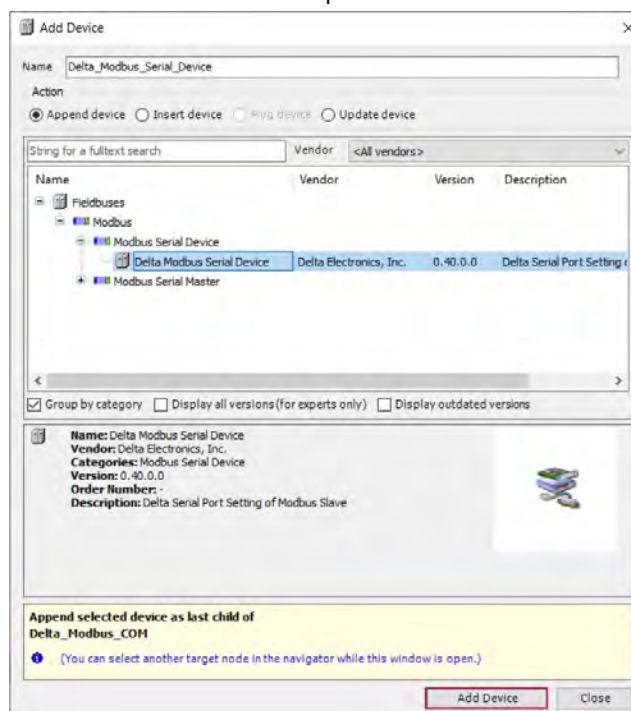 Add Device
Name Delta_Modbus_Serial_Device
Action
Append device Insert device Plug device Update device
String for a fulltext search Vendor <All vendors>
Name Vendor Version Description
Fieldbuses
Modbus
Modbus Serial Device
Delta Modbus Serial Device Delta Electronics, Inc. 0.40.0.0 Delta Serial Port Setting
Modbus Serial Master
Group by category Display all versions (for experts only) Display outdated versions
Name: Delta Modbus Serial Device
Vendor: Delta Electronics, Inc.
Categories: Modbus Serial Device
Version: 0.40.0.0
Order Number: -
Description: Delta Serial Port Setting of Modbus Slave
Append selected device as last child of
Delta_Modbus_COM
(You can select another target node in the navigator while this window is open.)
Add Device Close